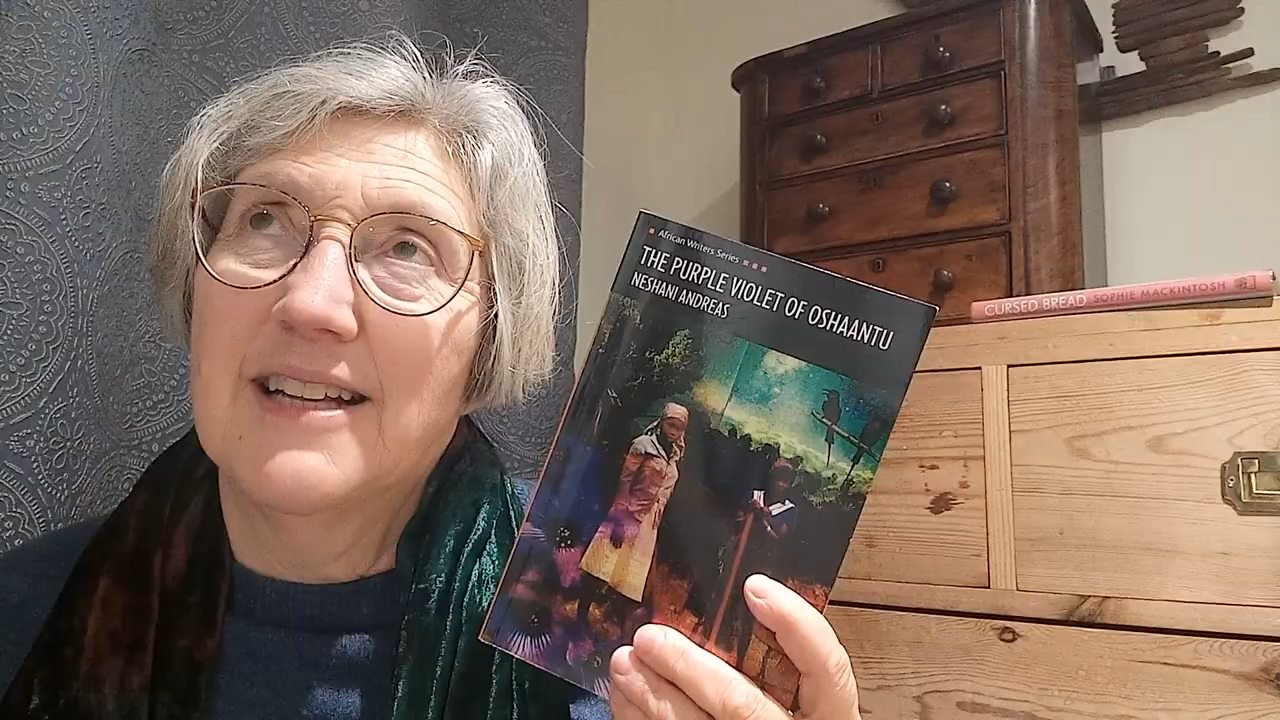 African Writers Series
THE PURPLE VIOLET OF OSHAANTU
NESHANI ANDREAS
CURSED BREAD SOPHIE MACKINTOSH